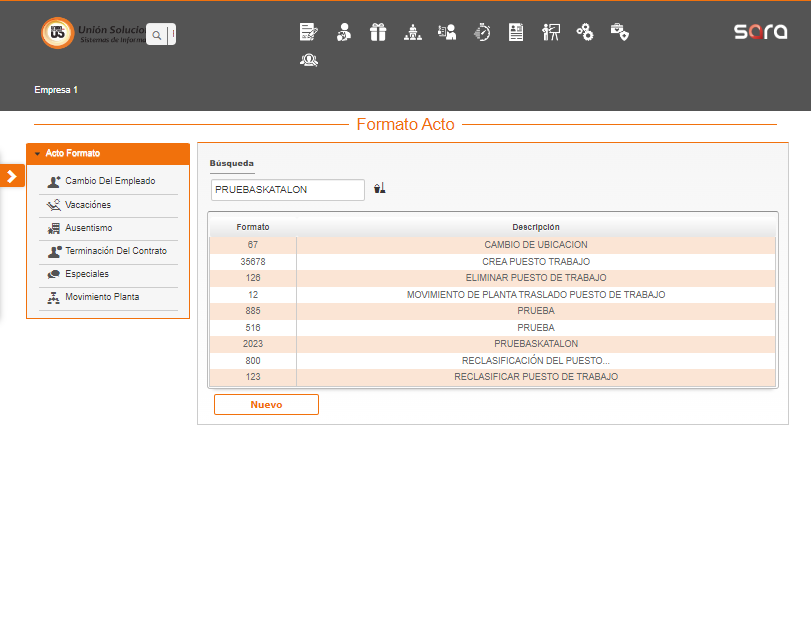 Unión Solucio
Sistemas de Informa
US
sara
Empresa 1
Formato Acto
Acto Formato
Cambio Del Empleado
Vacaciónes
Ausentismo
Terminación Del Contrato
Especiales
Movimiento Planta
Búsqueda
PRUEBASKATALON
Formato Descripción
67 CAMBIO DE UBICACION
35678 CREA PUESTO TRABAJO
126 ELIMINAR PUESTO DE TRABAJO
12 MOVIMIENTO DE PLANTA TRASLADO PUESTO DE TRABAJO
885 PRUEBA
516 PRUEBA
2023 PRUEBASKATALON
800 RECLASIFICACIÓN DEL PUESTO...
123 RECLASIFICAR PUESTO DE TRABAJO
Nuevo